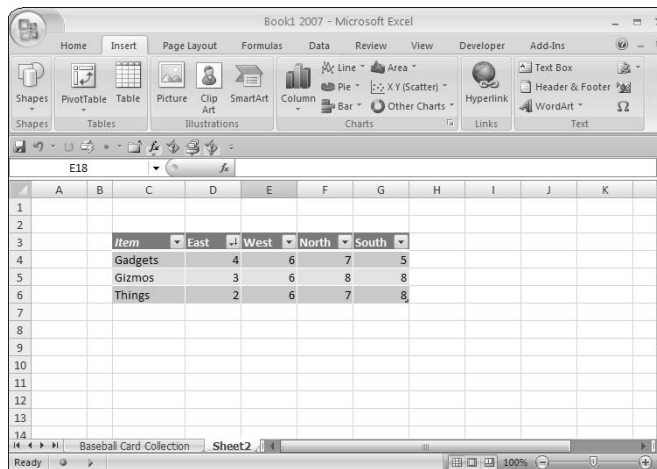 Book1 2007 - Microsoft Excel
Home Insert Page Layout Formulas Data Review View Developer Add-Ins
Shapes PivotTable Table Picture Clip Art SmartArt Column Line Pie Bar Area X Y (Scatter) Other Charts Hyperlink Text Box Header & Footer WordArt Ω
Shapes Tables Illustrations Charts Links Text
E18 fx
A B C D E F G H I J K
1
2
3 Item East West North South
4 Gadgets 4 6 7 5
5 Gizmos 3 6 8 8
6 Things 2 6 7 8
7
8
9
10
11
12
13
14
Baseball Card Collection Sheet2
Ready 100%